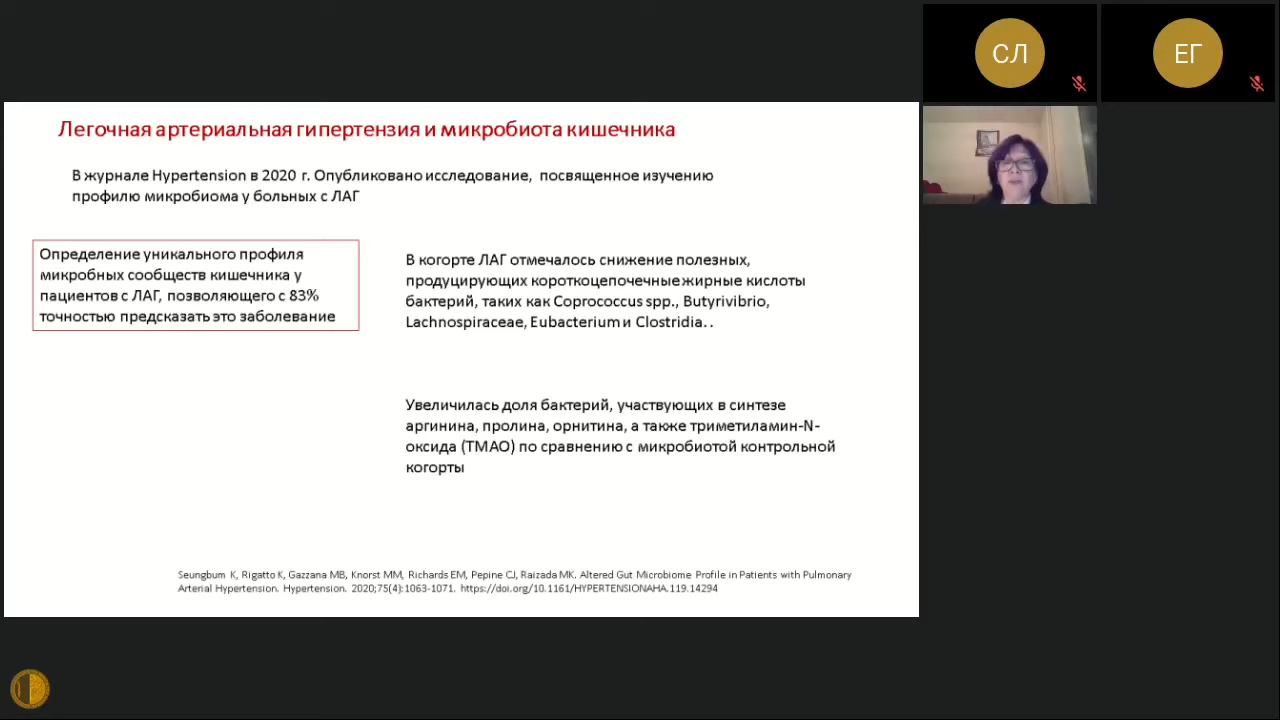 СЛ
ЕГ
Легочная артериальная гипертензия и микробиота кишечника
В журнале Hypertension в 2020 г. Опубликовано исследование, посвященное изучению
профилю микробиома у больных с ЛАГ
Определение уникального профиля
микробных сообществ кишечника у
пациентов с ЛАГ, позволяющего с 83%
точностью предсказать это заболевание
В когорте ЛАГ отмечалось снижение полезных,
продуцирующих короткоцепочечные жирные кислоты
бактерий, таких как Coprococcus spp., Butyrivibrio,
Lachnospiraceae, Eubacterium и Clostridia. .
Увеличилась доля бактерий, участвующих в синтезе
аргинина, пролина, орнитина, а также триметиламин-N-
оксида (ТМАО) по сравнению с микробиотой контрольной
когорты
Seungbum K, Rigatto K, Gazzana MB, Knorst MM, Richards EM, Pepine CJ, Raizada MK. Altered Gut Microbiome Profile in Patients with Pulmonary
Arterial Hypertension. Hypertension. 2020;75(4):1063-1071. https://doi.org/10.1161/HYPERTENSIONAHA.119.14294